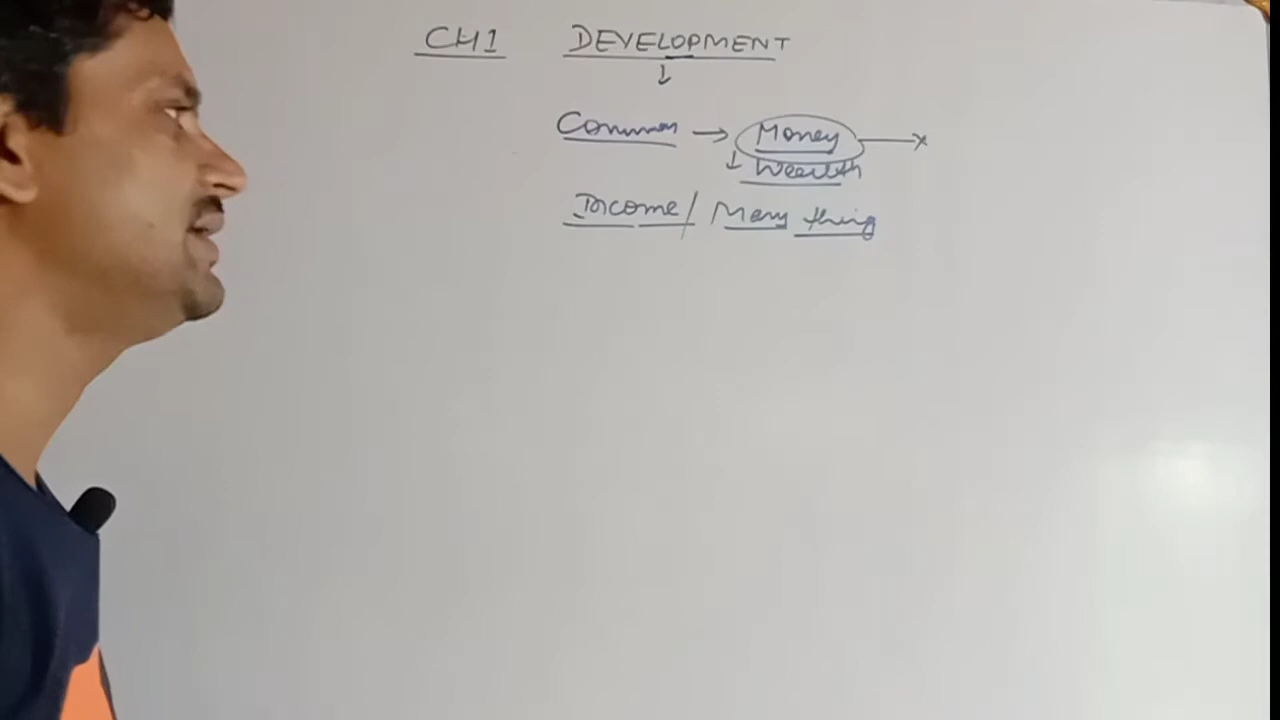 CH1 DEVELOPMENT
↓
Common → Money —x
↓ Wealth
Income / Many thing